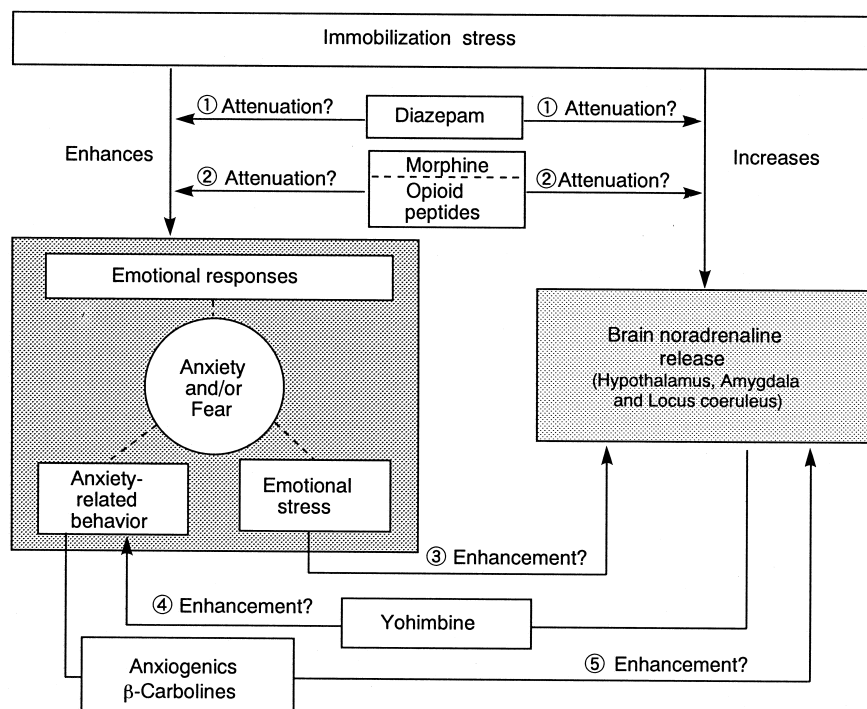 Immobilization stress
① Attenuation?
Diazepam
① Attenuation?
Enhances
Increases
② Attenuation?
Morphine
Opioid
peptides
②Attenuation?
Emotional responses
Anxiety
and/or
Fear
Brain noradrenaline
release
(Hypothalamus, Amygdala
and Locus coeruleus)
Anxiety-
related
behavior
Emotional
stress
③ Enhancement?
④ Enhancement?
Yohimbine
Anxiogenics
β-Carbolines
⑤ Enhancement?